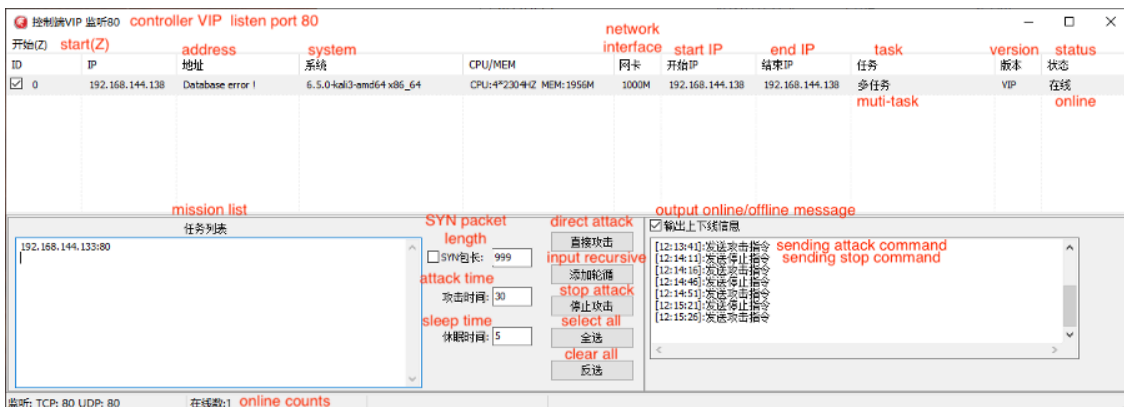 控制端VIP 监听80 controller VIP listen port 80
开始(Z) start(Z)
address system network interface start IP end IP task version status
ID IP 地址 系统 CPU/MEM 网卡 开始IP 结束IP 任务 版本 状态
0 192.168.144.138 Database error ! 6.5.0-kali3-amd64 x86_64 CPU:4*2304HZ MEM:1956M 1000M 192.168.144.138 192.168.144.138 多任务 VIP 在线
muti-task online
mission list
任务列表
192.168.144.133:80
SYN packet length
SYN包长: 999
attack time
攻击时间: 30
sleep time
休眠时间: 5
direct attack
直接攻击
input recursive
添加轮循
stop attack
停止攻击
select all
全选
clear all
反选
output online/offline message
输出上下线信息
[12:13:41]:发送攻击指令 sending attack command
[12:14:11]:发送停止指令 sending stop command
[12:14:16]:发送攻击指令
[12:14:46]:发送停止指令
[12:14:51]:发送攻击指令
[12:15:21]:发送停止指令
[12:15:26]:发送攻击指令
监听: TCP: 80 UDP: 80 在线数:1 online counts